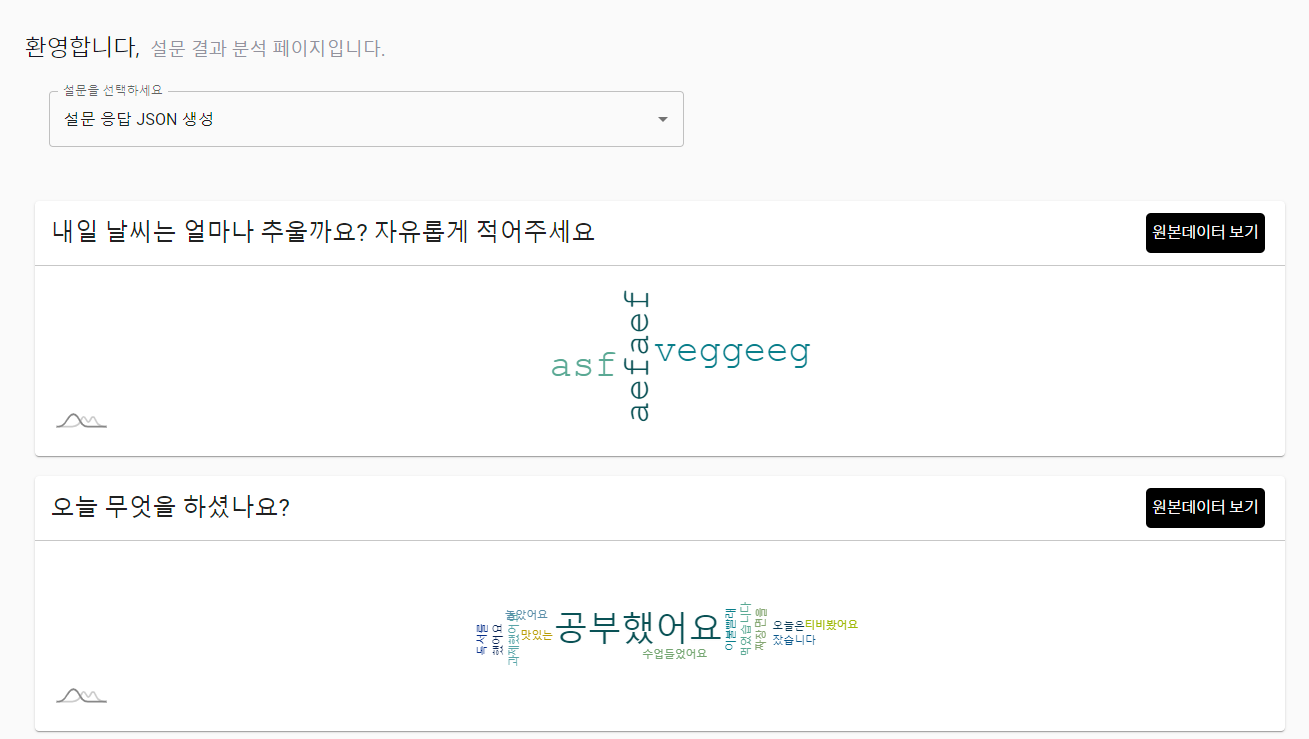 환영합니다, 설문 결과 분석 페이지입니다.
설문을 선택하세요
설문 응답 JSON 생성
내일 날씨는 얼마나 추울까요? 자유롭게 적어주세요
원본데이터 보기
asf
aefaef
veggeeg
오늘 무엇을 하셨나요?
원본데이터 보기
독서를
했어요
과제했어요
놀았어요
맛있는
공부했어요
수업들었어요
이불빨래
먹었습니다
짜장면을
오늘은
티비봤어요
잤습니다